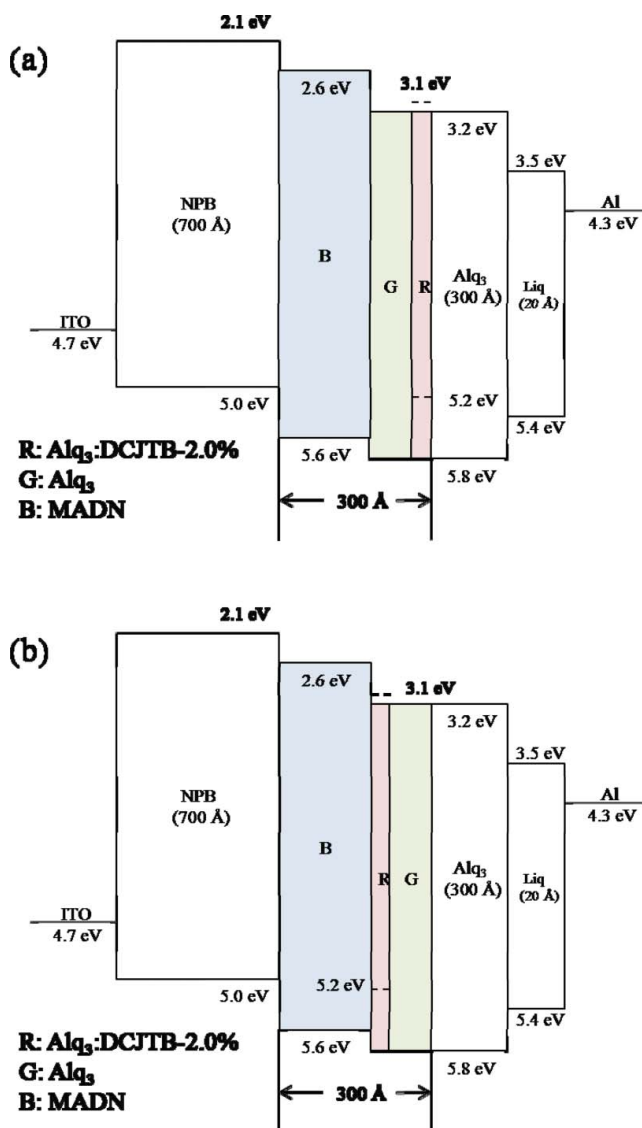 (a)
2.1 eV
2.6 eV
3.1 eV
3.2 eV
3.5 eV
Al
4.3 eV
NPB
(700 Å)
B
G
R
Alq₃
(300 Å)
Liq
(20 Å)
ITO
4.7 eV
5.0 eV
5.2 eV
5.4 eV
5.6 eV
5.8 eV
R: Alq₃:DCJTB-2.0%
G: Alq₃
B: MADN
300 Å
(b)
2.1 eV
2.6 eV
3.1 eV
3.2 eV
3.5 eV
Al
4.3 eV
NPB
(700 Å)
B
R
G
Alq₃
(300 Å)
Liq
(20 Å)
ITO
4.7 eV
5.0 eV
5.2 eV
5.4 eV
5.6 eV
5.8 eV
R: Alq₃:DCJTB-2.0%
G: Alq₃
B: MADN
300 Å